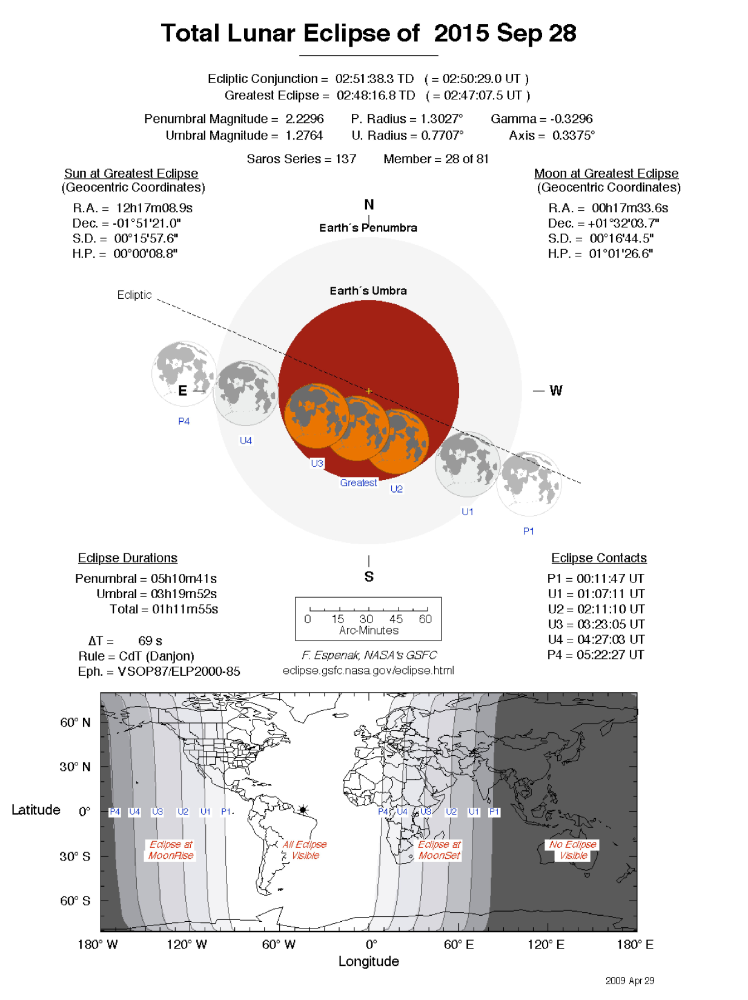 Total Lunar Eclipse of 2015 Sep 28
Ecliptic Conjunction = 02:51:38.3 TD ( = 02:50:29.0 UT )
Greatest Eclipse = 02:48:16.8 TD ( = 02:47:07.5 UT )
Penumbral Magnitude = 2.2296 P. Radius = 1.3027° Gamma = -0.3296
Umbral Magnitude = 1.2764 U. Radius = 0.7707° Axis = 0.3375°
Saros Series = 137 Member = 28 of 81
Sun at Greatest Eclipse
(Geocentric Coordinates)
R.A. = 12h17m08.9s
Dec. = -01°51'21.0"
S.D. = 00°15'57.6"
H.P. = 00°00'08.8"
Moon at Greatest Eclipse
(Geocentric Coordinates)
R.A. = 00h17m33.6s
Dec. = +01°32'03.7"
S.D. = 00°16'44.5"
H.P. = 01°01'26.6"
N
Earth´s Penumbra
Earth´s Umbra
Ecliptic
E
W
P4
U4
U3
Greatest
U2
U1
P1
S
Eclipse Durations
Penumbral = 05h10m41s
Umbral = 03h19m52s
Total = 01h11m55s
ΔT = 69 s
Rule = CdT (Danjon)
Eph. = VSOP87/ELP2000-85
0 15 30 45 60
Arc-Minutes
F. Espenak, NASA's GSFC
eclipse.gsfc.nasa.gov/eclipse.html
Eclipse Contacts
P1 = 00:11:47 UT
U1 = 01:07:11 UT
U2 = 02:11:10 UT
U3 = 03:23:05 UT
U4 = 04:27:03 UT
P4 = 05:22:27 UT
60° N
30° N
Latitude 0°
30° S
60° S
P4 U4 U3 U2 U1 P1 P4 U4 U3 U2 U1 P1
Eclipse at
MoonRise
All Eclipse
Visible
Eclipse at
MoonSet
No Eclipse
Visible
180° W 120° W 60° W 0° 60° E 120° E 180° E
Longitude
2009 Apr 29